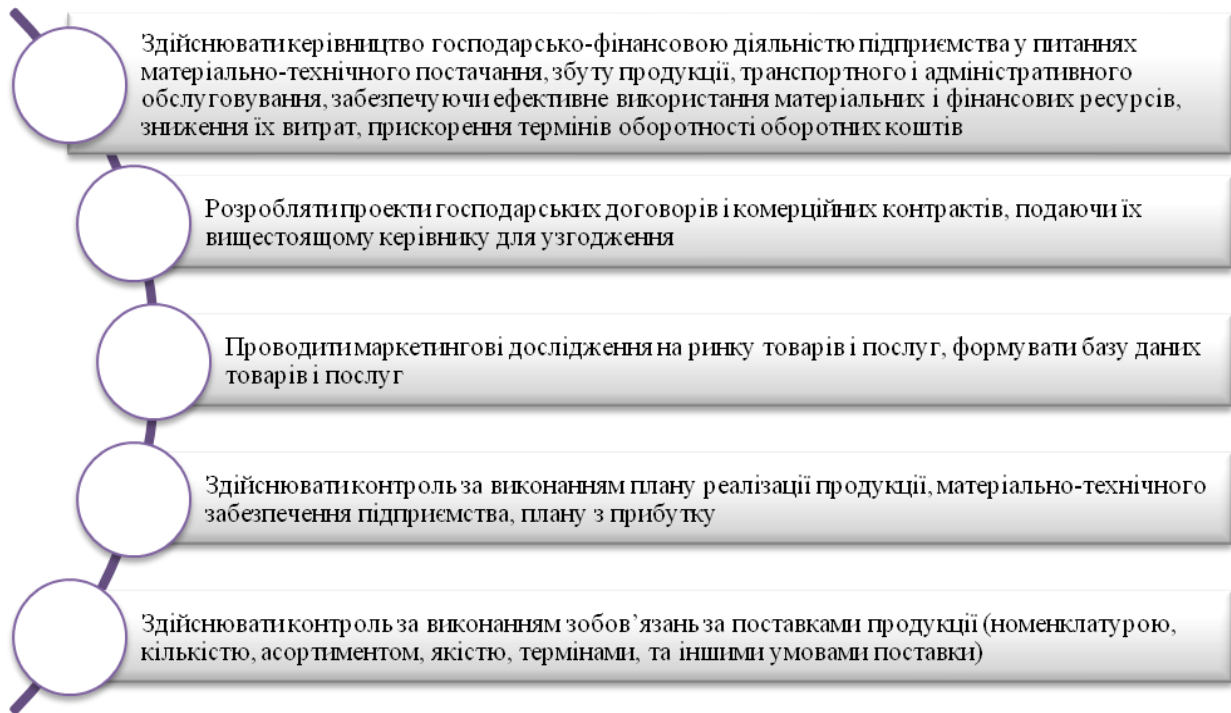 Здійснювати керівництво господарсько-фінансовою діяльністю підприємства у питаннях
матеріально-технічного постачання, збуту продукції, транспортного і адміністративного
обслуговування, забезпечуючи ефективне використання матеріальних і фінансових ресурсів,
зниження їх витрат, прискорення термінів оборотності оборотних коштів
Розробляти проекти господарських договорів і комерційних контрактів, подаючи їх
вищестоящому керівнику для узгодження
Проводити маркетингові дослідження на ринку товарів і послуг, формувати базу даних
товарів і послуг
Здійснювати контроль за виконанням плану реалізації продукції, матеріально-технічного
забезпечення підприємства, плану з прибутку
Здійснювати контроль за виконанням зобов’язань за поставками продукції (номенклатурою,
кількістю, асортиментом, якістю, термінами, та іншими умовами поставки)